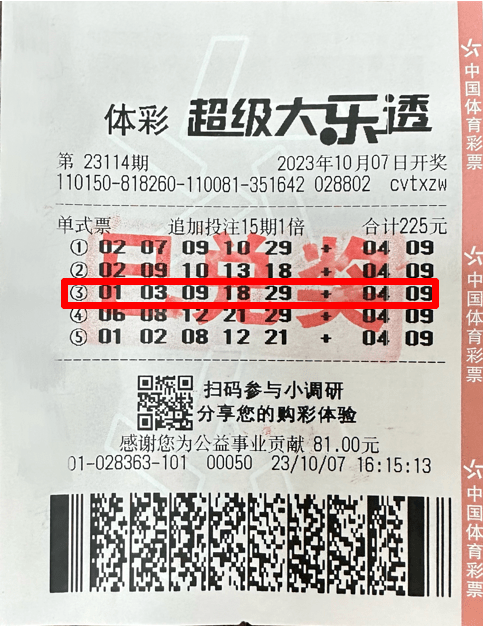 体彩 超级大乐透
第 23114期 2023年10月07日开奖
110150-818260-110081-351642 028802 cvtxzw
单式票 追加投注15期1倍 合计225元
① 02 07 09 10 29 + 04 09
② 02 09 10 13 18 + 04 09
③ 01 03 09 18 29 + 04 09
④ 06 08 12 21 29 + 04 09
⑤ 01 02 08 12 21 + 04 09
已兑奖
扫码参与小调研
分享您的购彩体验
感谢您为公益事业贡献 81.00元
01-028363-101 00050 23/10/07 16:15:13
中国体育彩票
中国体育彩票
中国体育彩票